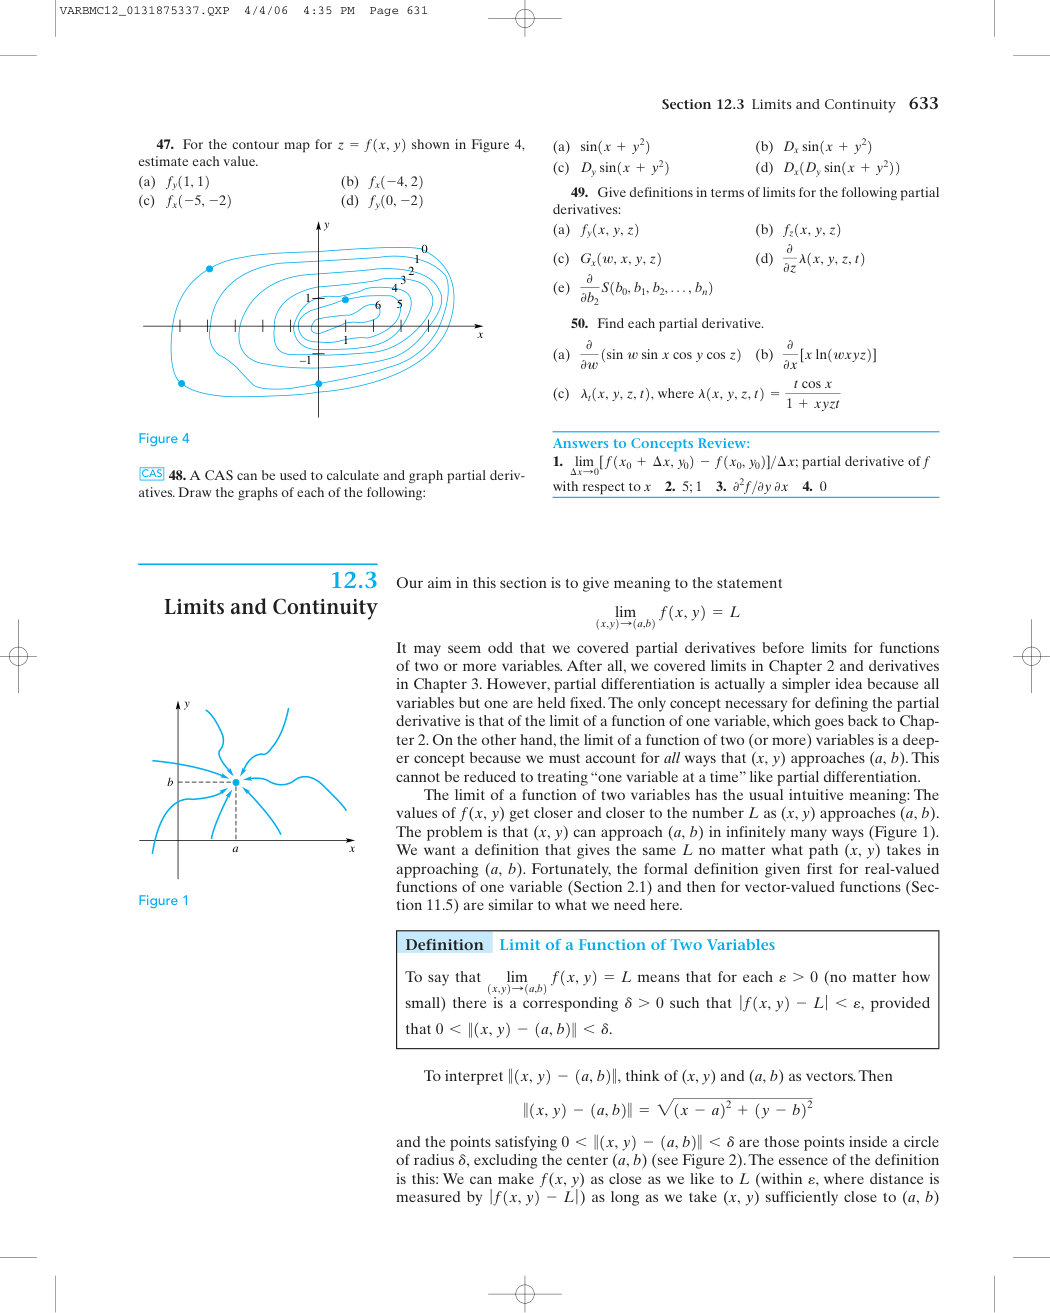 VARBMC12_0131875337.QXP 4/4/06 4:35 PM Page 631
Section 12.3 Limits and Continuity 633
47. For the contour map for z = f(x, y) shown in Figure 4,
estimate each value.
(a) f_y(1, 1) (b) f_x(−4, 2)
(c) f_x(−5, −2) (d) f_y(0, −2)
y
0
1
2
3
4
5
6
1
1
−1
x
Figure 4
CAS 48. A CAS can be used to calculate and graph partial deriv-
atives. Draw the graphs of each of the following:
(a) sin(x + y²) (b) D_x sin(x + y²)
(c) D_y sin(x + y²) (d) D_x(D_y sin(x + y²))
49. Give definitions in terms of limits for the following partial
derivatives:
(a) f_y(x, y, z) (b) f_z(x, y, z)
(c) G_x(w, x, y, z) (d) ∂/∂z λ(x, y, z, t)
(e) ∂/∂b₂ S(b₀, b₁, b₂, . . . , bₙ)
50. Find each partial derivative.
(a) ∂/∂w (sin w sin x cos y cos z) (b) ∂/∂x [x ln(wxyz)]
(c) λ_t(x, y, z, t), where λ(x, y, z, t) = t cos x / 1 + xyzt
Answers to Concepts Review:
1. lim_{Δx→0} [f(x₀ + Δx, y₀) − f(x₀, y₀)]/Δx; partial derivative of f
with respect to x 2. 5; 1 3. ∂²f/∂y ∂x 4. 0
12.3
Limits and Continuity
y
b
a
x
Figure 1
Our aim in this section is to give meaning to the statement
lim_{(x,y)→(a,b)} f(x, y) = L
It may seem odd that we covered partial derivatives before limits for functions
of two or more variables. After all, we covered limits in Chapter 2 and derivatives
in Chapter 3. However, partial differentiation is actually a simpler idea because all
variables but one are held fixed. The only concept necessary for defining the partial
derivative is that of the limit of a function of one variable, which goes back to Chap-
ter 2. On the other hand, the limit of a function of two (or more) variables is a deep-
er concept because we must account for all ways that (x, y) approaches (a, b). This
cannot be reduced to treating “one variable at a time” like partial differentiation.
The limit of a function of two variables has the usual intuitive meaning: The
values of f(x, y) get closer and closer to the number L as (x, y) approaches (a, b).
The problem is that (x, y) can approach (a, b) in infinitely many ways (Figure 1).
We want a definition that gives the same L no matter what path (x, y) takes in
approaching (a, b). Fortunately, the formal definition given first for real-valued
functions of one variable (Section 2.1) and then for vector-valued functions (Sec-
tion 11.5) are similar to what we need here.
Definition Limit of a Function of Two Variables
To say that lim_{(x,y)→(a,b)} f(x, y) = L means that for each ε > 0 (no matter how
small) there is a corresponding δ > 0 such that |f(x, y) − L| < ε, provided
that 0 < ‖(x, y) − (a, b)‖ < δ.
To interpret ‖(x, y) − (a, b)‖, think of (x, y) and (a, b) as vectors. Then
‖(x, y) − (a, b)‖ = √((x − a)² + (y − b)²)
and the points satisfying 0 < ‖(x, y) − (a, b)‖ < δ are those points inside a circle
of radius δ, excluding the center (a, b) (see Figure 2). The essence of the definition
is this: We can make f(x, y) as close as we like to L (within ε, where distance is
measured by |f(x, y) − L|) as long as we take (x, y) sufficiently close to (a, b)